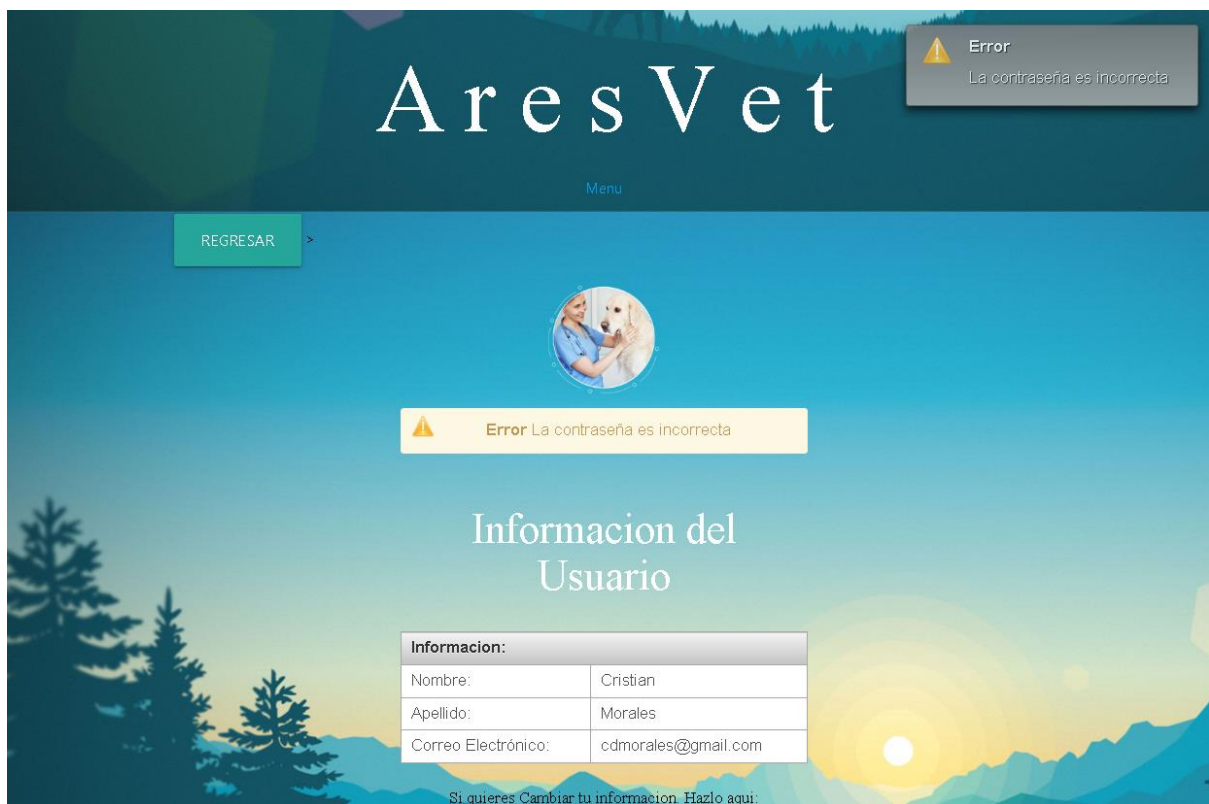 AresVet
Error
La contraseña es incorrecta
Menu
REGRESAR >
Error La contraseña es incorrecta
Informacion del
Usuario
Informacion:
Nombre: Cristian
Apellido: Morales
Correo Electrónico: cdmorales@gmail.com
Si quieres Cambiar tu informacion. Hazlo aqui: